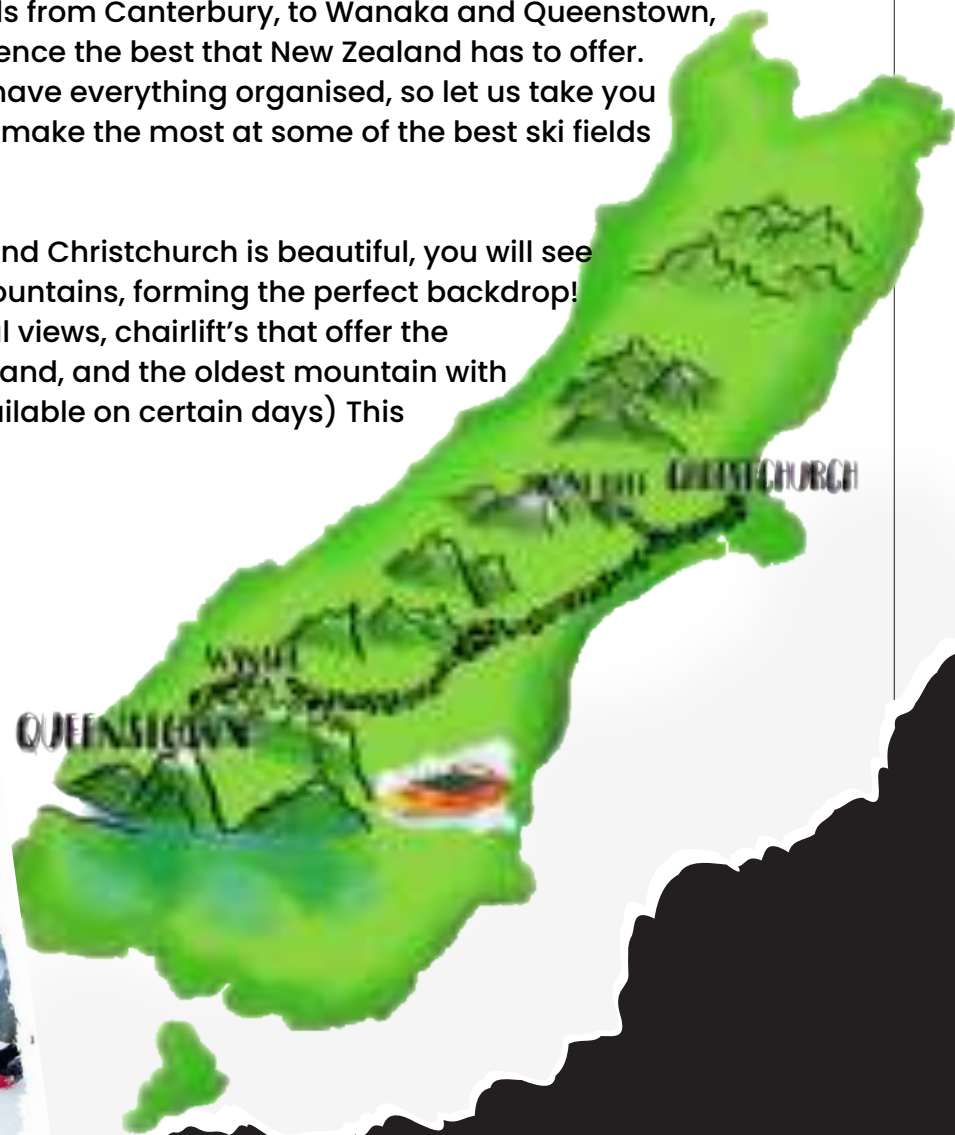 ls from Canterbury, to Wanaka and Queenstown,
ence the best that New Zealand has to offer.
have everything organised, so let us take you
make the most at some of the best ski fields
nd Christchurch is beautiful, you will see
ountains, forming the perfect backdrop!
l views, chairlift's that offer the
and, and the oldest mountain with
ailable on certain days) This
CHRISTCHURCH
QUEENSTOWN